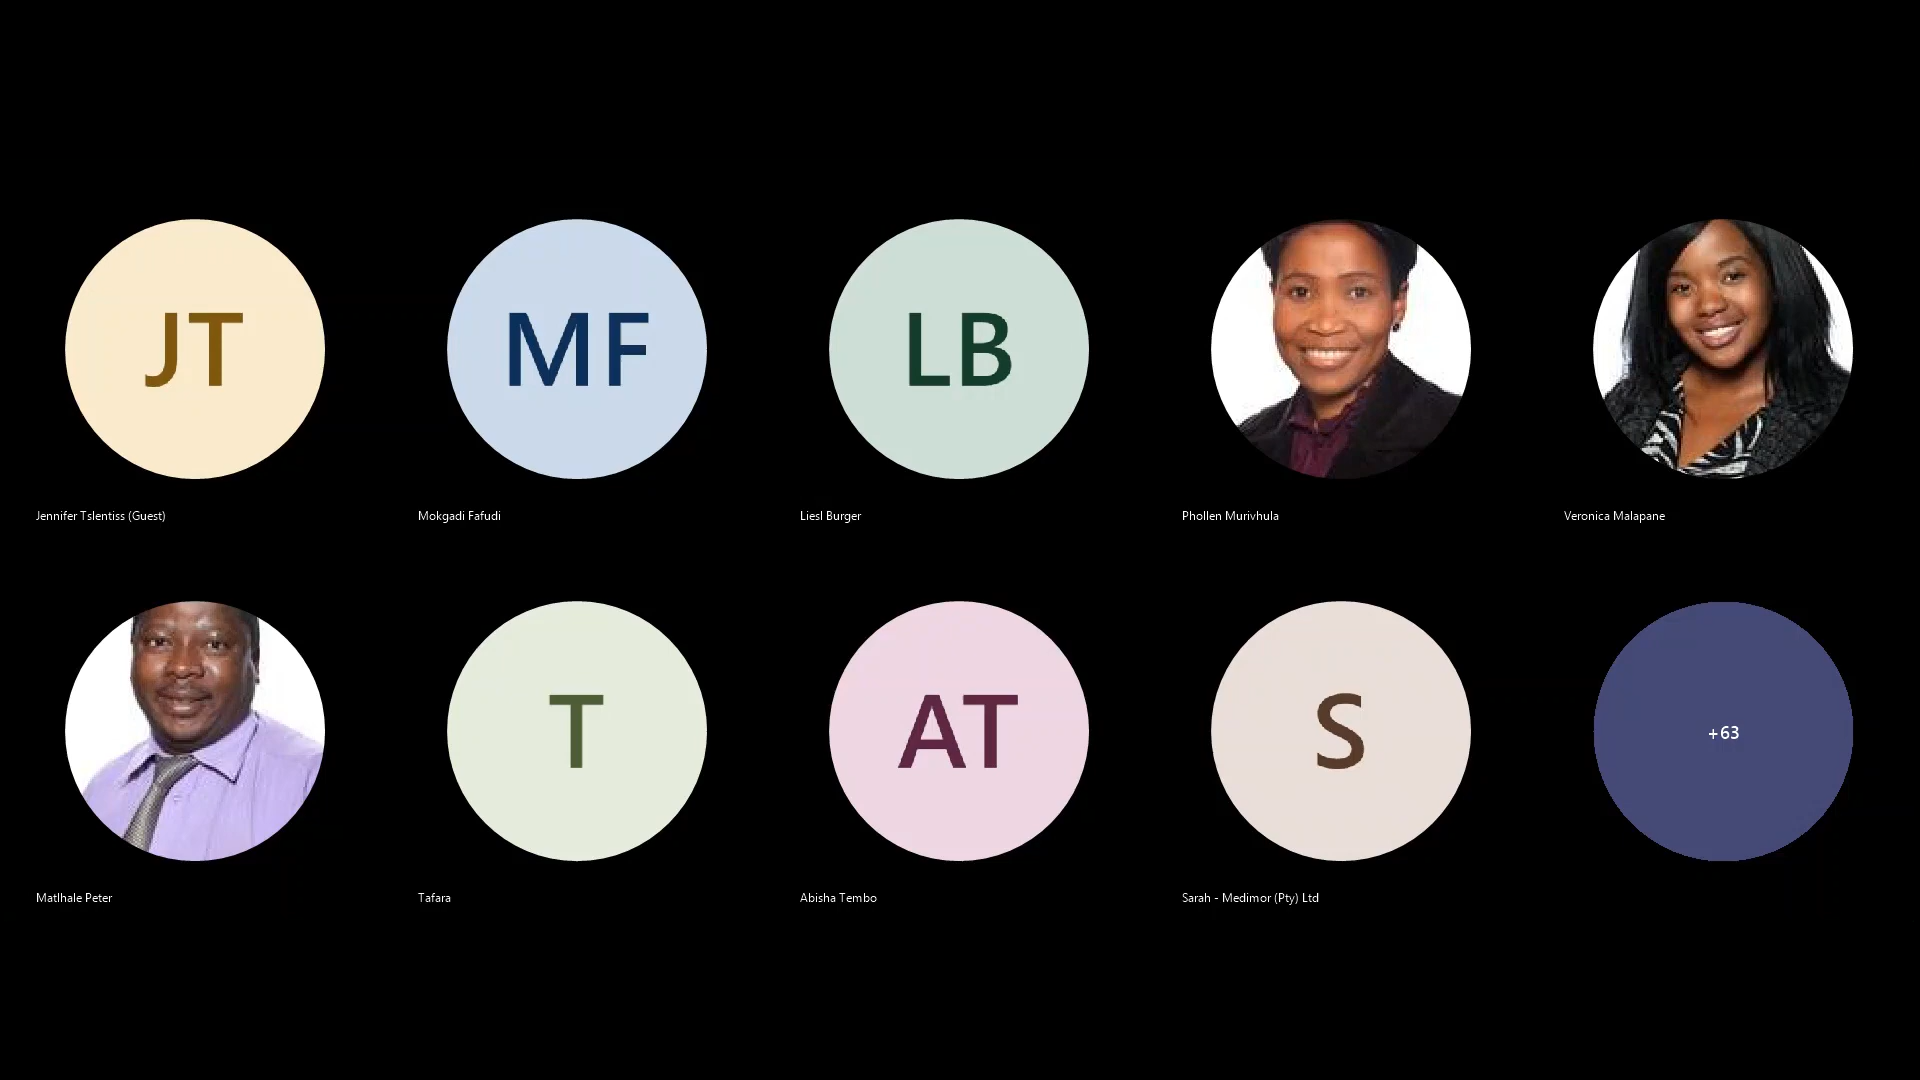 JT
MF
LB
Jennifer Tslentiss (Guest)
Mokgadi Fafudi
Liesl Burger
Phollen Murivhula
Veronica Malapane
T
AT
S
+63
Matlhale Peter
Tafara
Abisha Tembo
Sarah - Medimor (Pty) Ltd